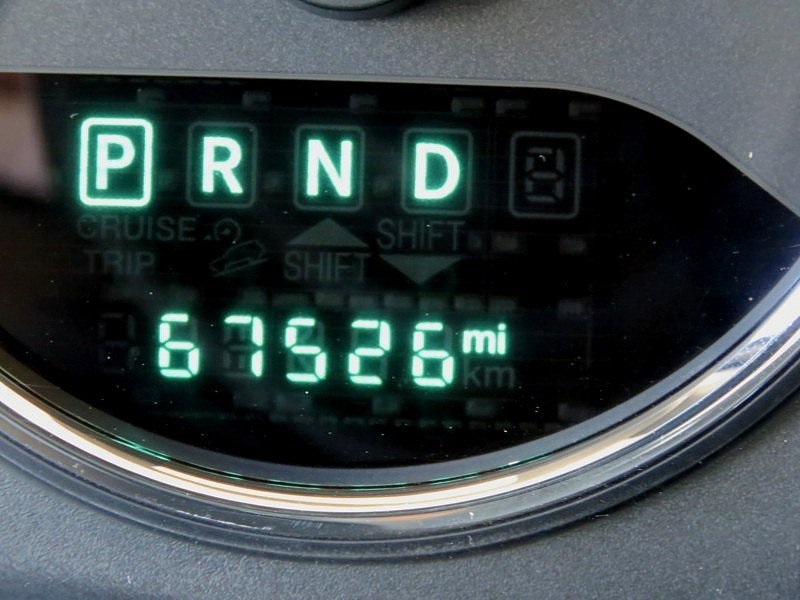 P R N D
CRUISE SHIFT
TRIP SHIFT
67526 mi
km